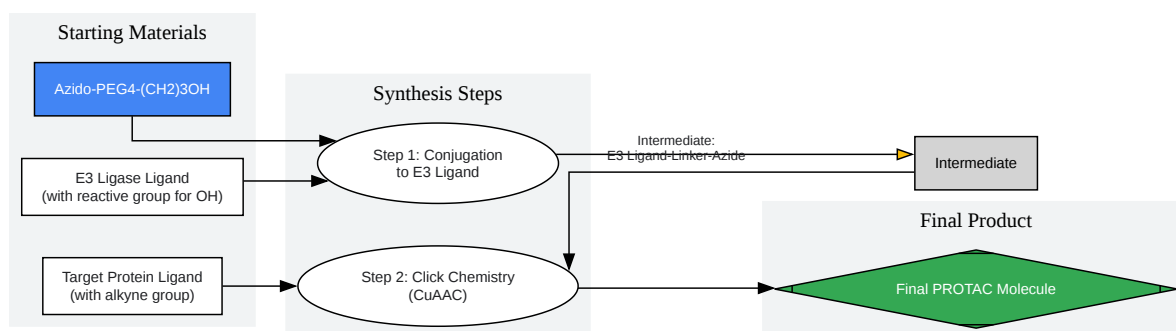 Starting Materials
Azido-PEG4-(CH2)3OH
E3 Ligase Ligand
(with reactive group for OH)
Target Protein Ligand
(with alkyne group)
Synthesis Steps
Step 1: Conjugation
to E3 Ligand
Step 2: Click Chemistry
(CuAAC)
Intermediate:
E3 Ligand-Linker-Azide
Intermediate
Final Product
Final PROTAC Molecule